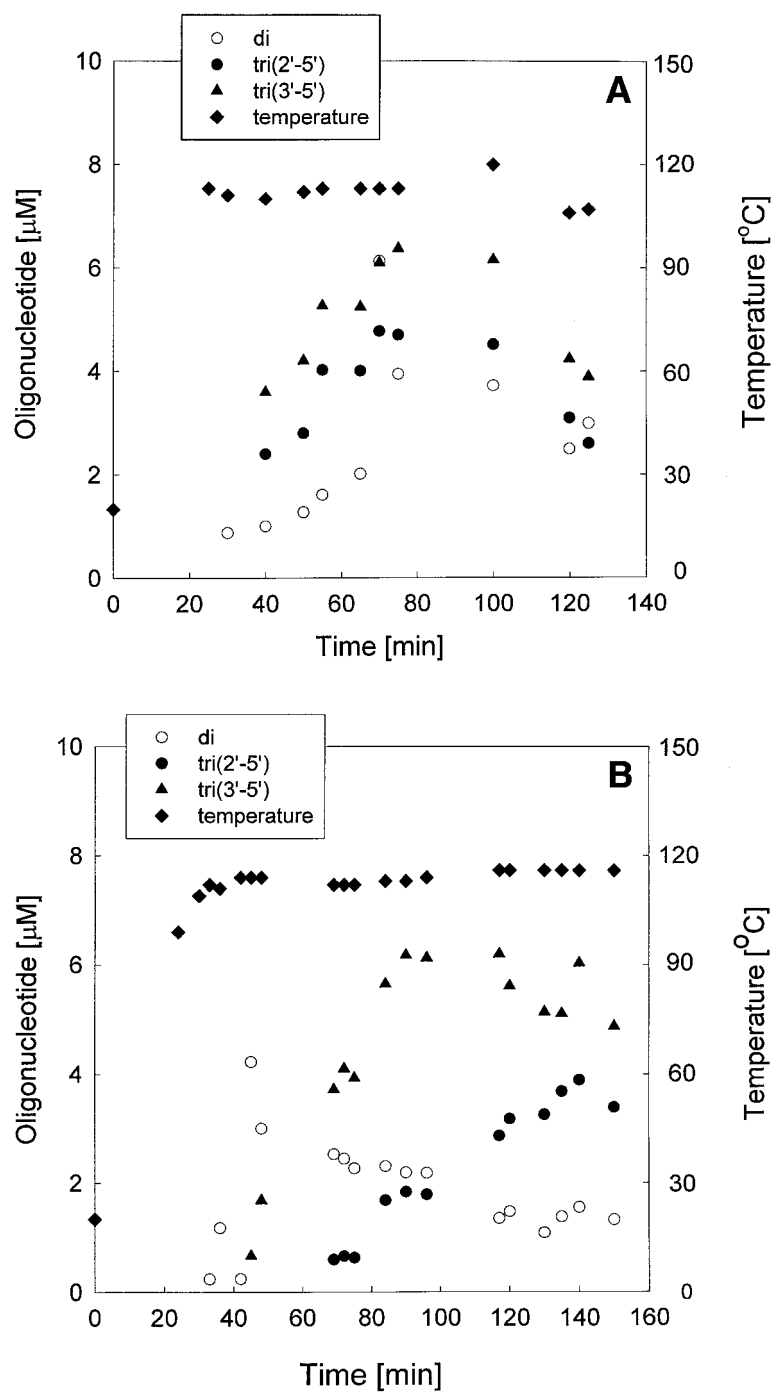 di
tri(2'-5')
tri(3'-5')
temperature
A
10
8
6
4
2
0
Oligonucleotide [µM]
150
120
90
60
30
0
Temperature [°C]
0 20 40 60 80 100 120 140
Time [min]
di
tri(2'-5')
tri(3'-5')
temperature
B
10
8
6
4
2
0
Oligonucleotide [µM]
150
120
90
60
30
0
Temperature [°C]
0 20 40 60 80 100 120 140 160
Time [min]